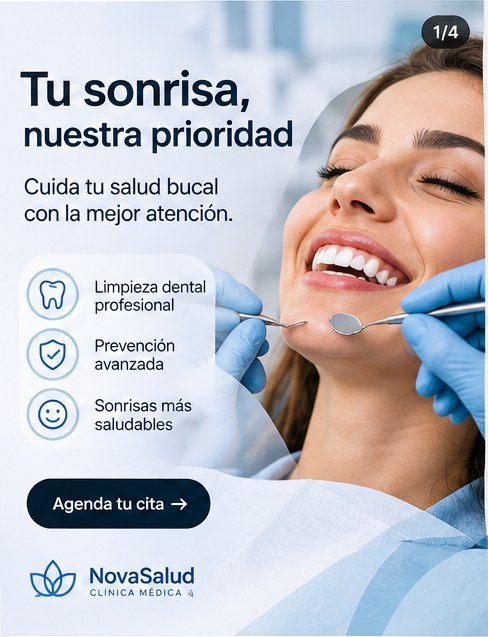 1/4
Tu sonrisa,
nuestra prioridad
Cuida tu salud bucal
con la mejor atención.
Limpieza dental
profesional
Prevención
avanzada
Sonrisas más
saludables
Agenda tu cita →
NovaSalud
CLÍNICA MÉDICA